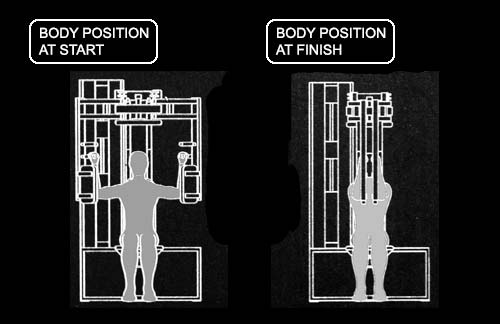 BODY POSITION
AT START
BODY POSITION
AT FINISH